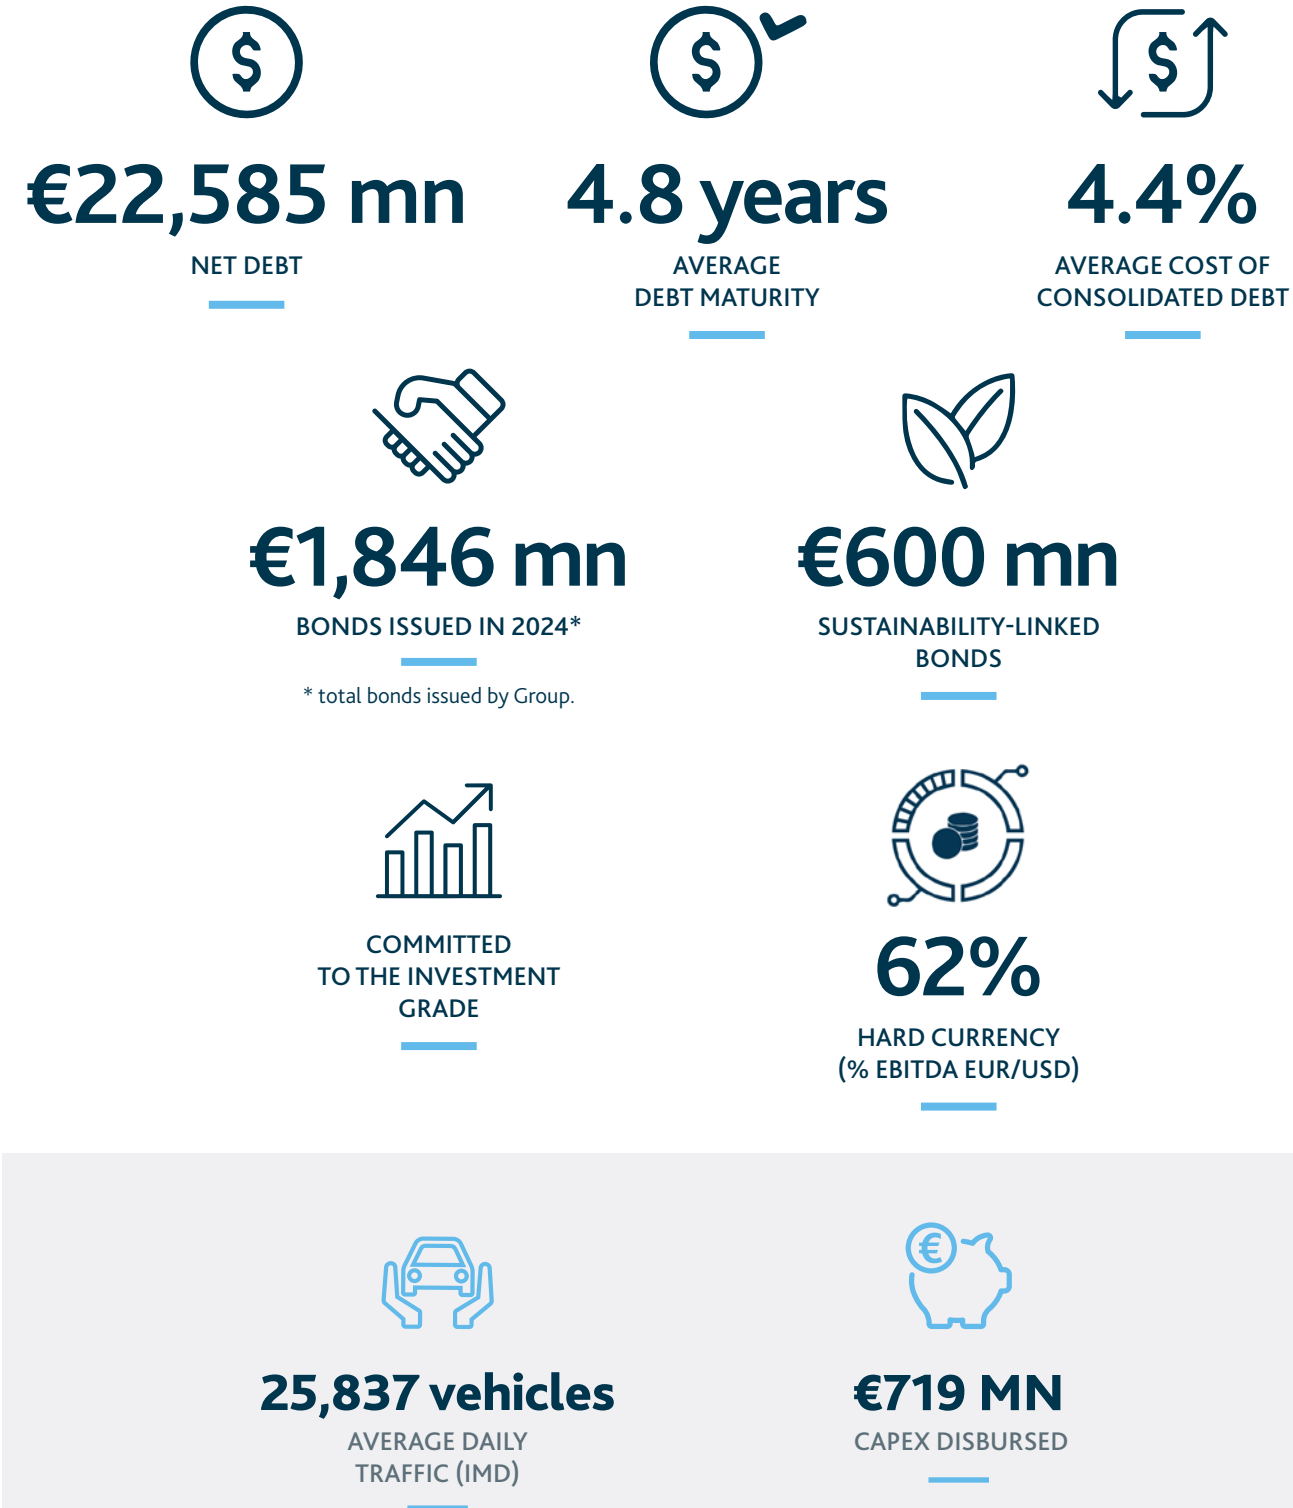 €22,585 mn
NET DEBT
4.8 years
AVERAGE
DEBT MATURITY
4.4%
AVERAGE COST OF
CONSOLIDATED DEBT
€1,846 mn
BONDS ISSUED IN 2024*
* total bonds issued by Group.
€600 mn
SUSTAINABILITY-LINKED
BONDS
COMMITTED
TO THE INVESTMENT
GRADE
62%
HARD CURRENCY
(% EBITDA EUR/USD)
25,837 vehicles
AVERAGE DAILY
TRAFFIC (IMD)
€719 MN
CAPEX DISBURSED